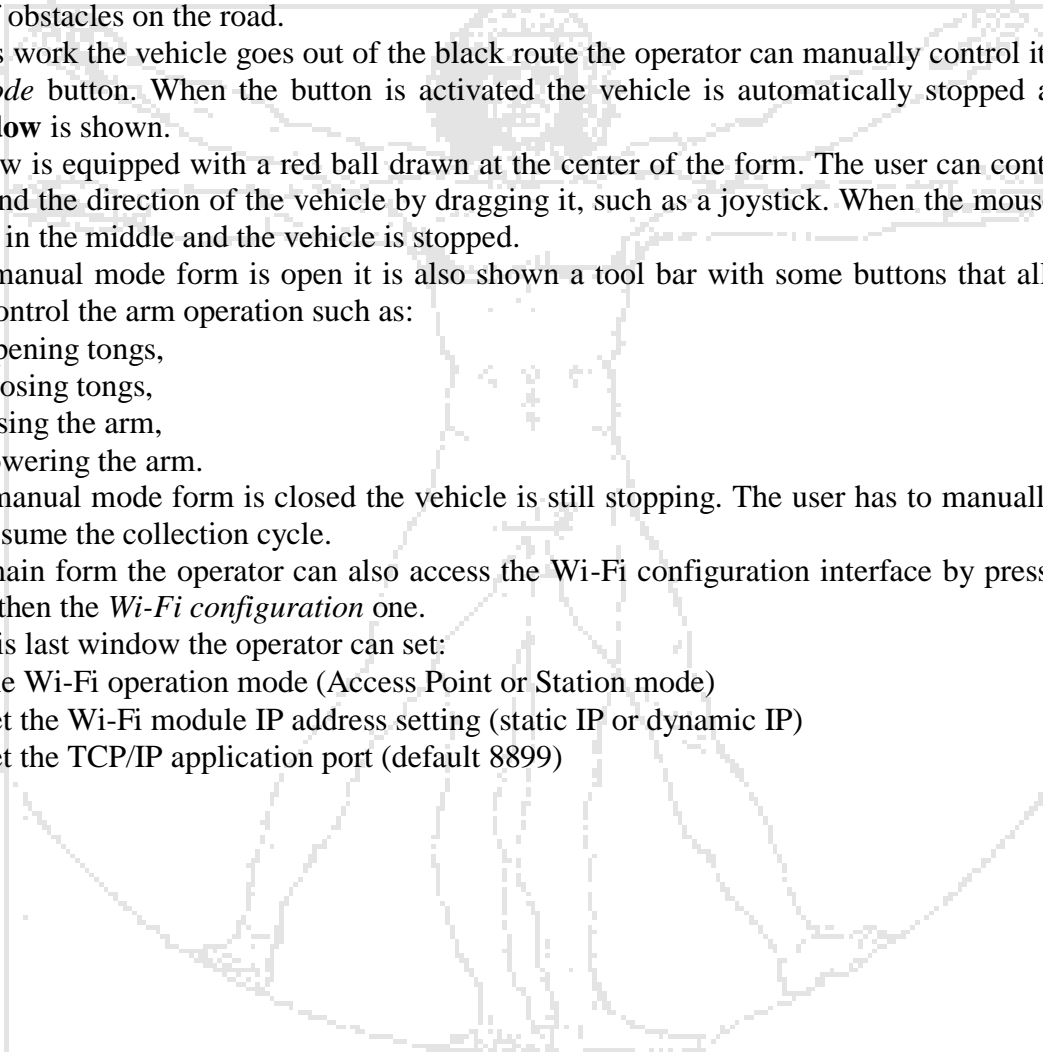 f obstacles on the road.
s work the vehicle goes out of the black route the operator can manually control it
ode button. When the button is activated the vehicle is automatically stopped a
low is shown.
w is equipped with a red ball drawn at the center of the form. The user can cont
nd the direction of the vehicle by dragging it, such as a joystick. When the mous
in the middle and the vehicle is stopped.
manual mode form is open it is also shown a tool bar with some buttons that all
ontrol the arm operation such as:
pening tongs,
osing tongs,
sing the arm,
owering the arm.
manual mode form is closed the vehicle is still stopping. The user has to manuall
sume the collection cycle.
nain form the operator can also access the Wi-Fi configuration interface by press
then the Wi-Fi configuration one.
is last window the operator can set:
e Wi-Fi operation mode (Access Point or Station mode)
et the Wi-Fi module IP address setting (static IP or dynamic IP)
et the TCP/IP application port (default 8899)